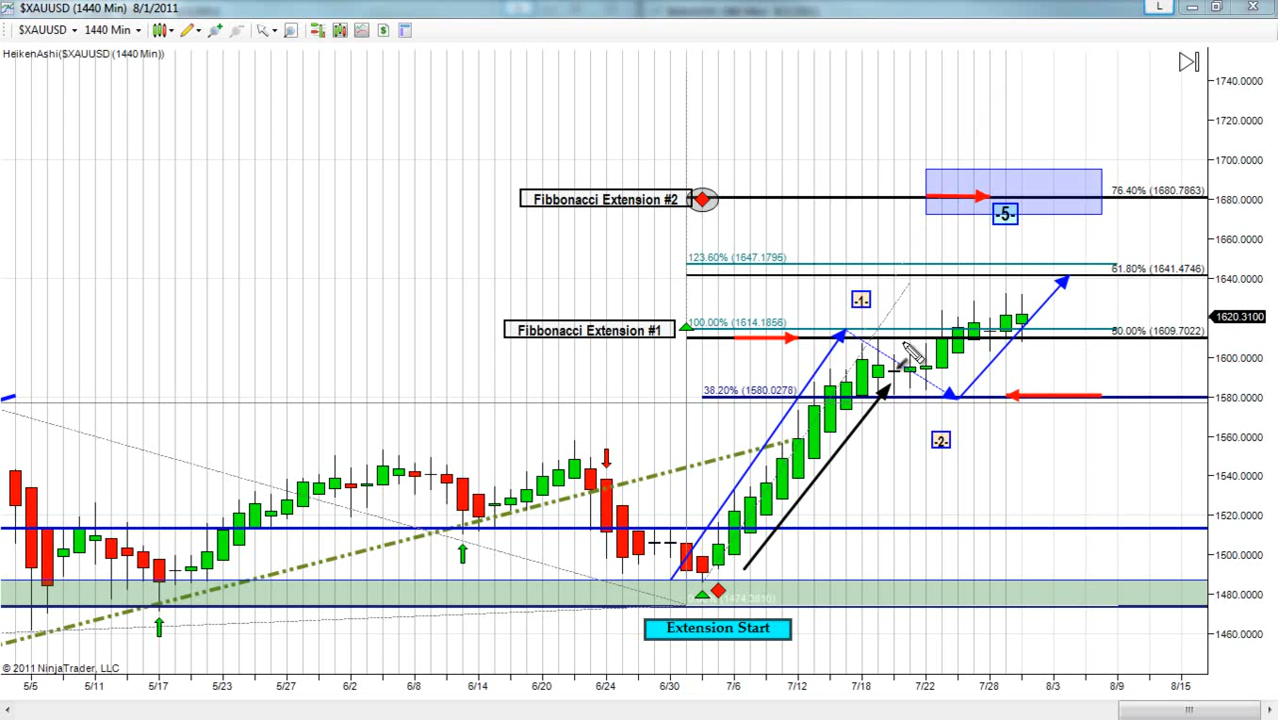 $XAUUSD (1440 Min) 8/1/2011
L
$XAUUSD 1440 Min
HeikenAshi($XAUUSD (1440 Min))
1740.0000
1720.0000
1700.0000
Fibbonacci Extension #2
76.40% (1680.7863)
1680.0000
-5-
1660.0000
123.60% (1647.1795)
61.80% (1641.4746)
1640.0000
-1-
Fibbonacci Extension #1
100.00% (1614.1856)
1620.3100
50.00% (1609.7022)
1600.0000
38.20% (1580.0278)
1580.0000
-2-
1560.0000
1540.0000
1520.0000
1500.0000
1480.0000
Extension Start
1460.0000
© 2011 NinjaTrader, LLC
5/5 5/11 5/17 5/23 5/27 6/2 6/8 6/14 6/20 6/24 6/30 7/6 7/12 7/18 7/22 7/28 8/3 8/9 8/15